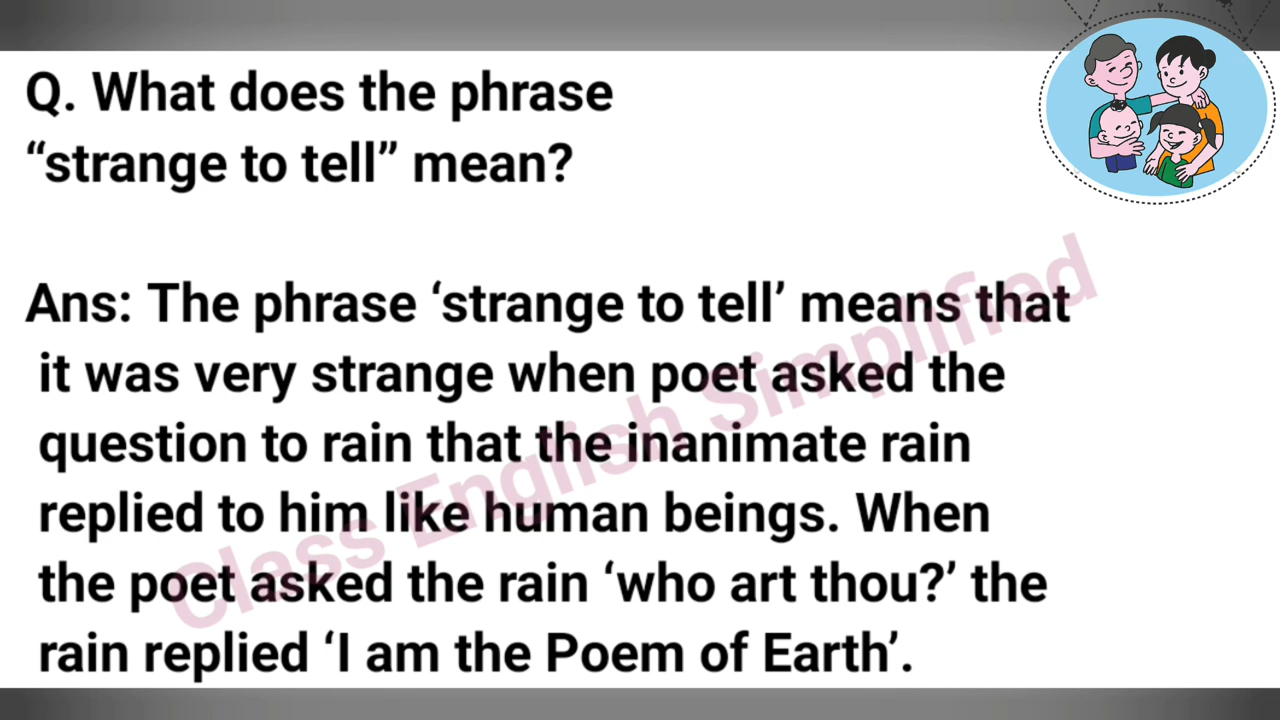 Q. What does the phrase
“strange to tell” mean?
Ans: The phrase ‘strange to tell’ means that
it was very strange when poet asked the
question to rain that the inanimate rain
replied to him like human beings. When
the poet asked the rain ‘who art thou?’ the
rain replied ‘I am the Poem of Earth’.
Class English Simplified